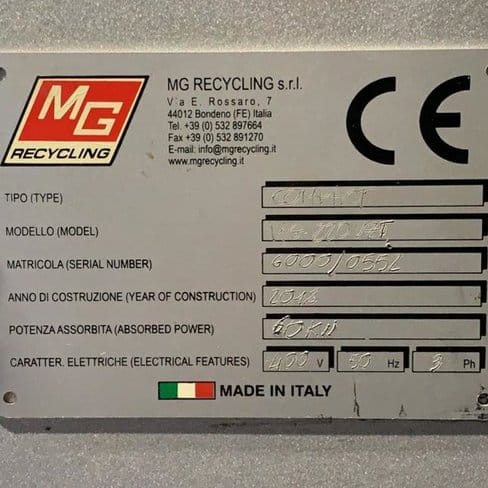 MG
RECYCLING
MG RECYCLING s.r.l.
Via E. Rossaro, 7
44012 Bondeno (FE) Italia
Tel. +39 (0) 532 897664
Fax +39 (0) 532 891270
E-mail: info@mgrecycling.it
www.mgrecycling.it
CE
TIPO (TYPE)
MODELLO (MODEL)
MATRICOLA (SERIAL NUMBER)
ANNO DI COSTRUZIONE (YEAR OF CONSTRUCTION)
POTENZA ASSORBITA (ABSORBED POWER)
CARATTER. ELETTRICHE (ELECTRICAL FEATURES) 400 V 50 Hz 3 Ph
MADE IN ITALY